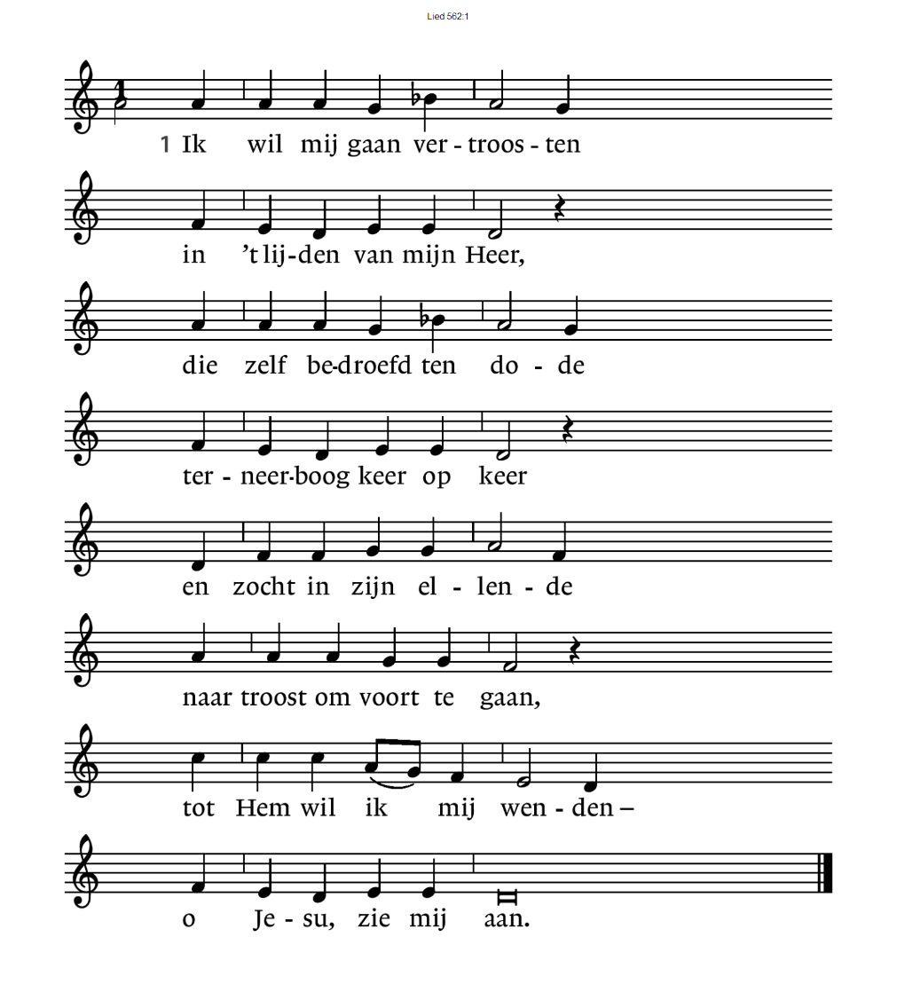 Lied 562:1
1
1 Ik wil mij gaan ver - troos - ten
in ’t lij-den van mijn Heer,
die zelf be-droefd ten do - de
ter - neer-boog keer op keer
en zocht in zijn el - len - de
naar troost om voort te gaan,
tot Hem wil ik mij wen - den –
o Je - su, zie mij aan.